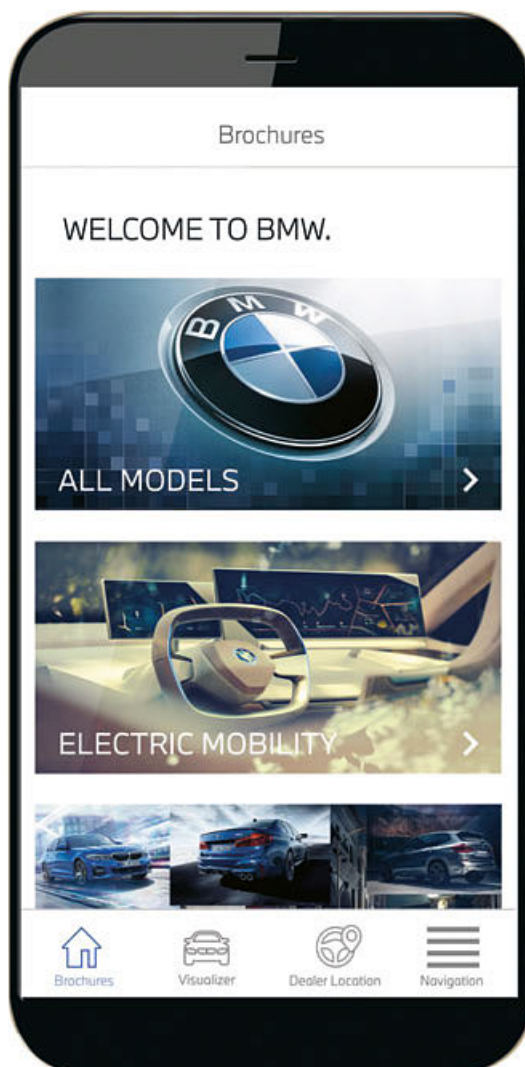 Brochures
WELCOME TO BMW.
BMW
ALL MODELS
ELECTRIC MOBILITY
Brochures
Visualizer
Dealer Location
Navigation